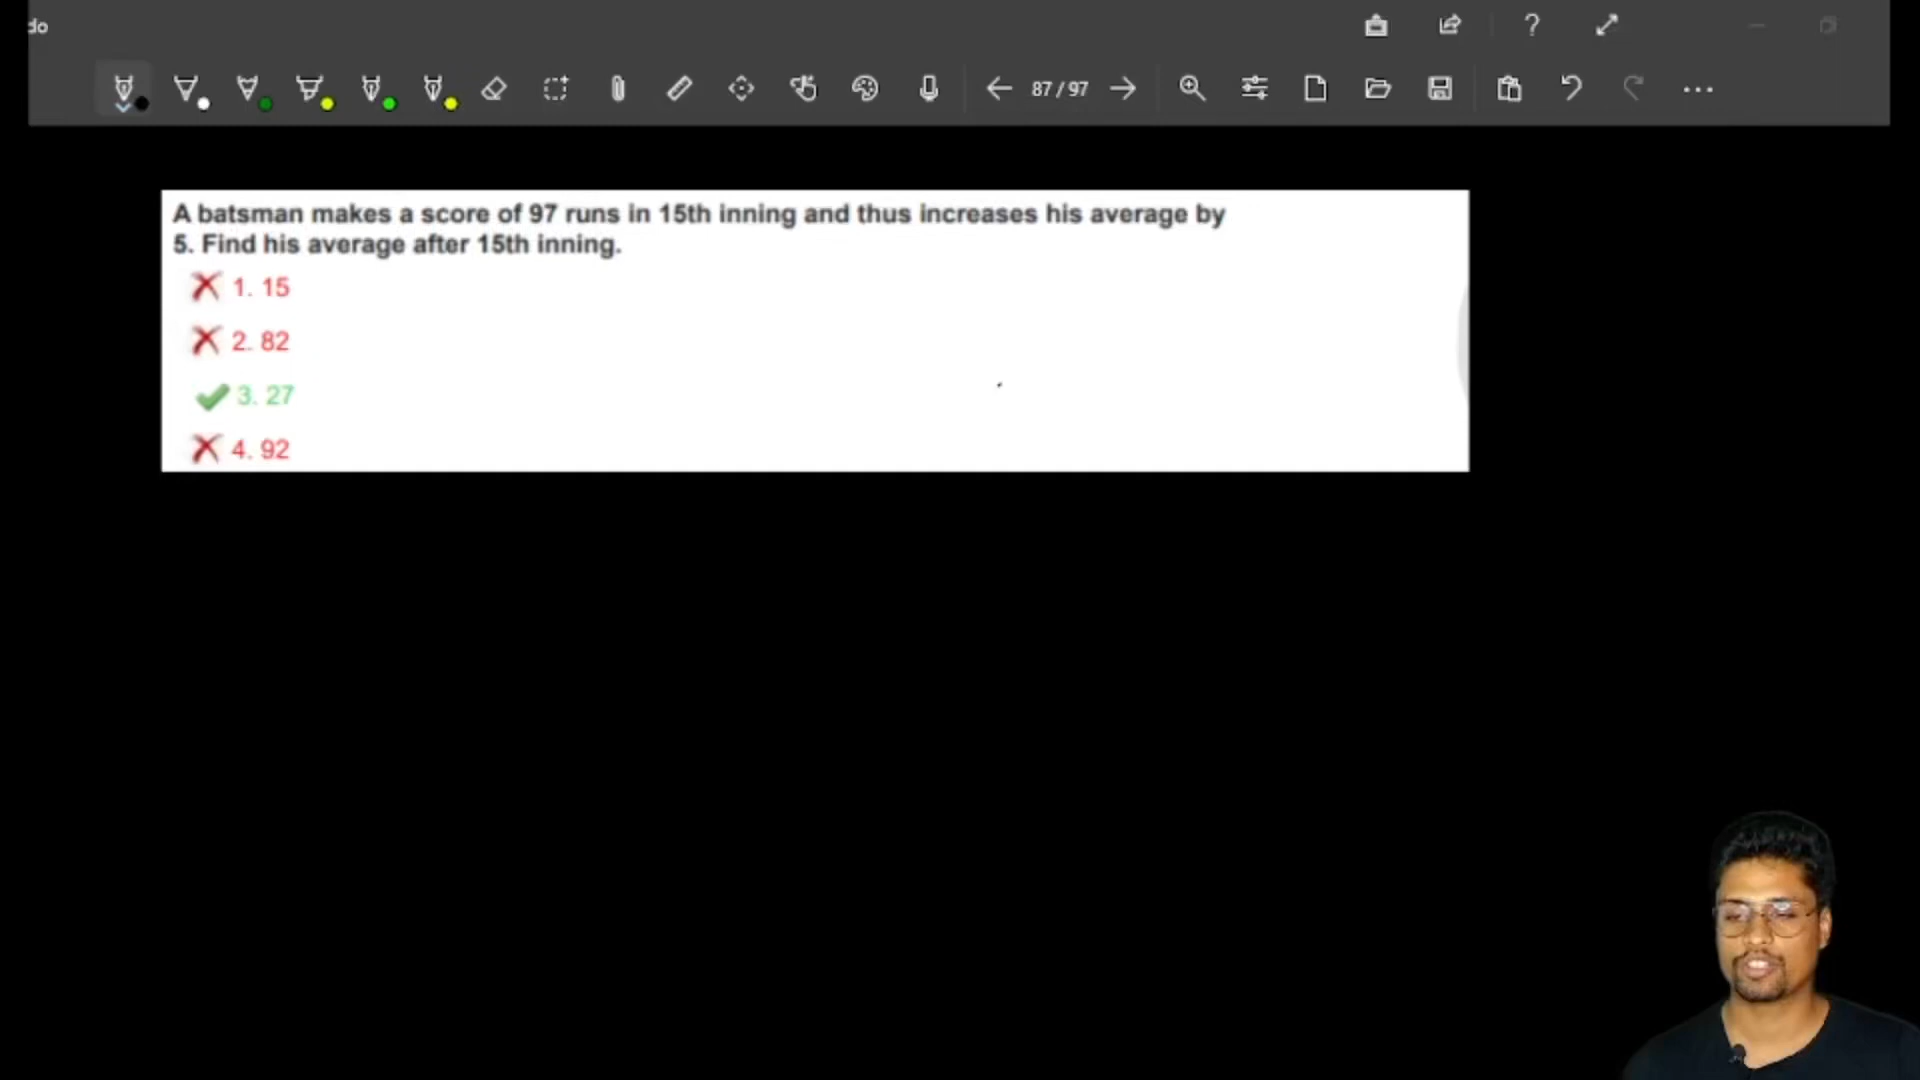 do
?
87 / 97
A batsman makes a score of 97 runs in 15th inning and thus increases his average by
5. Find his average after 15th inning.
1. 15
2. 82
3. 27
4. 92